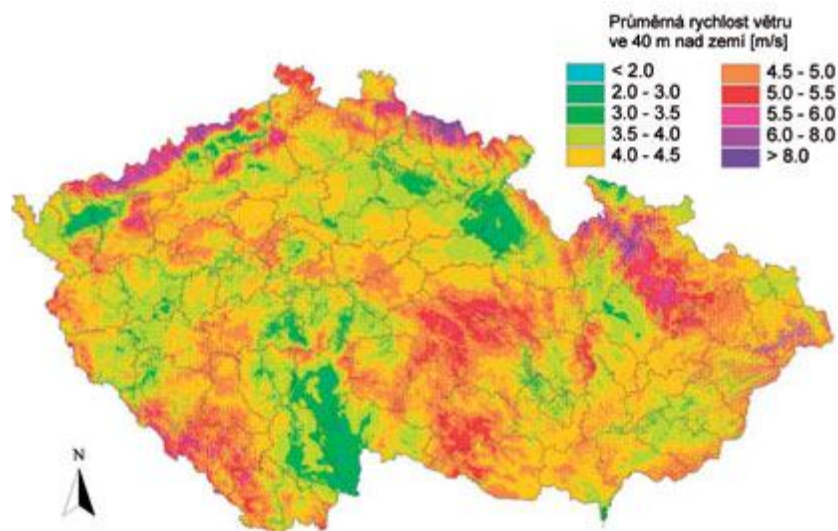 Průměrná rychlost větru
ve 40 m nad zemí [m/s]
< 2.0
2.0 - 3.0
3.0 - 3.5
3.5 - 4.0
4.0 - 4.5
4.5 - 5.0
5.0 - 5.5
5.5 - 6.0
6.0 - 8.0
> 8.0
N